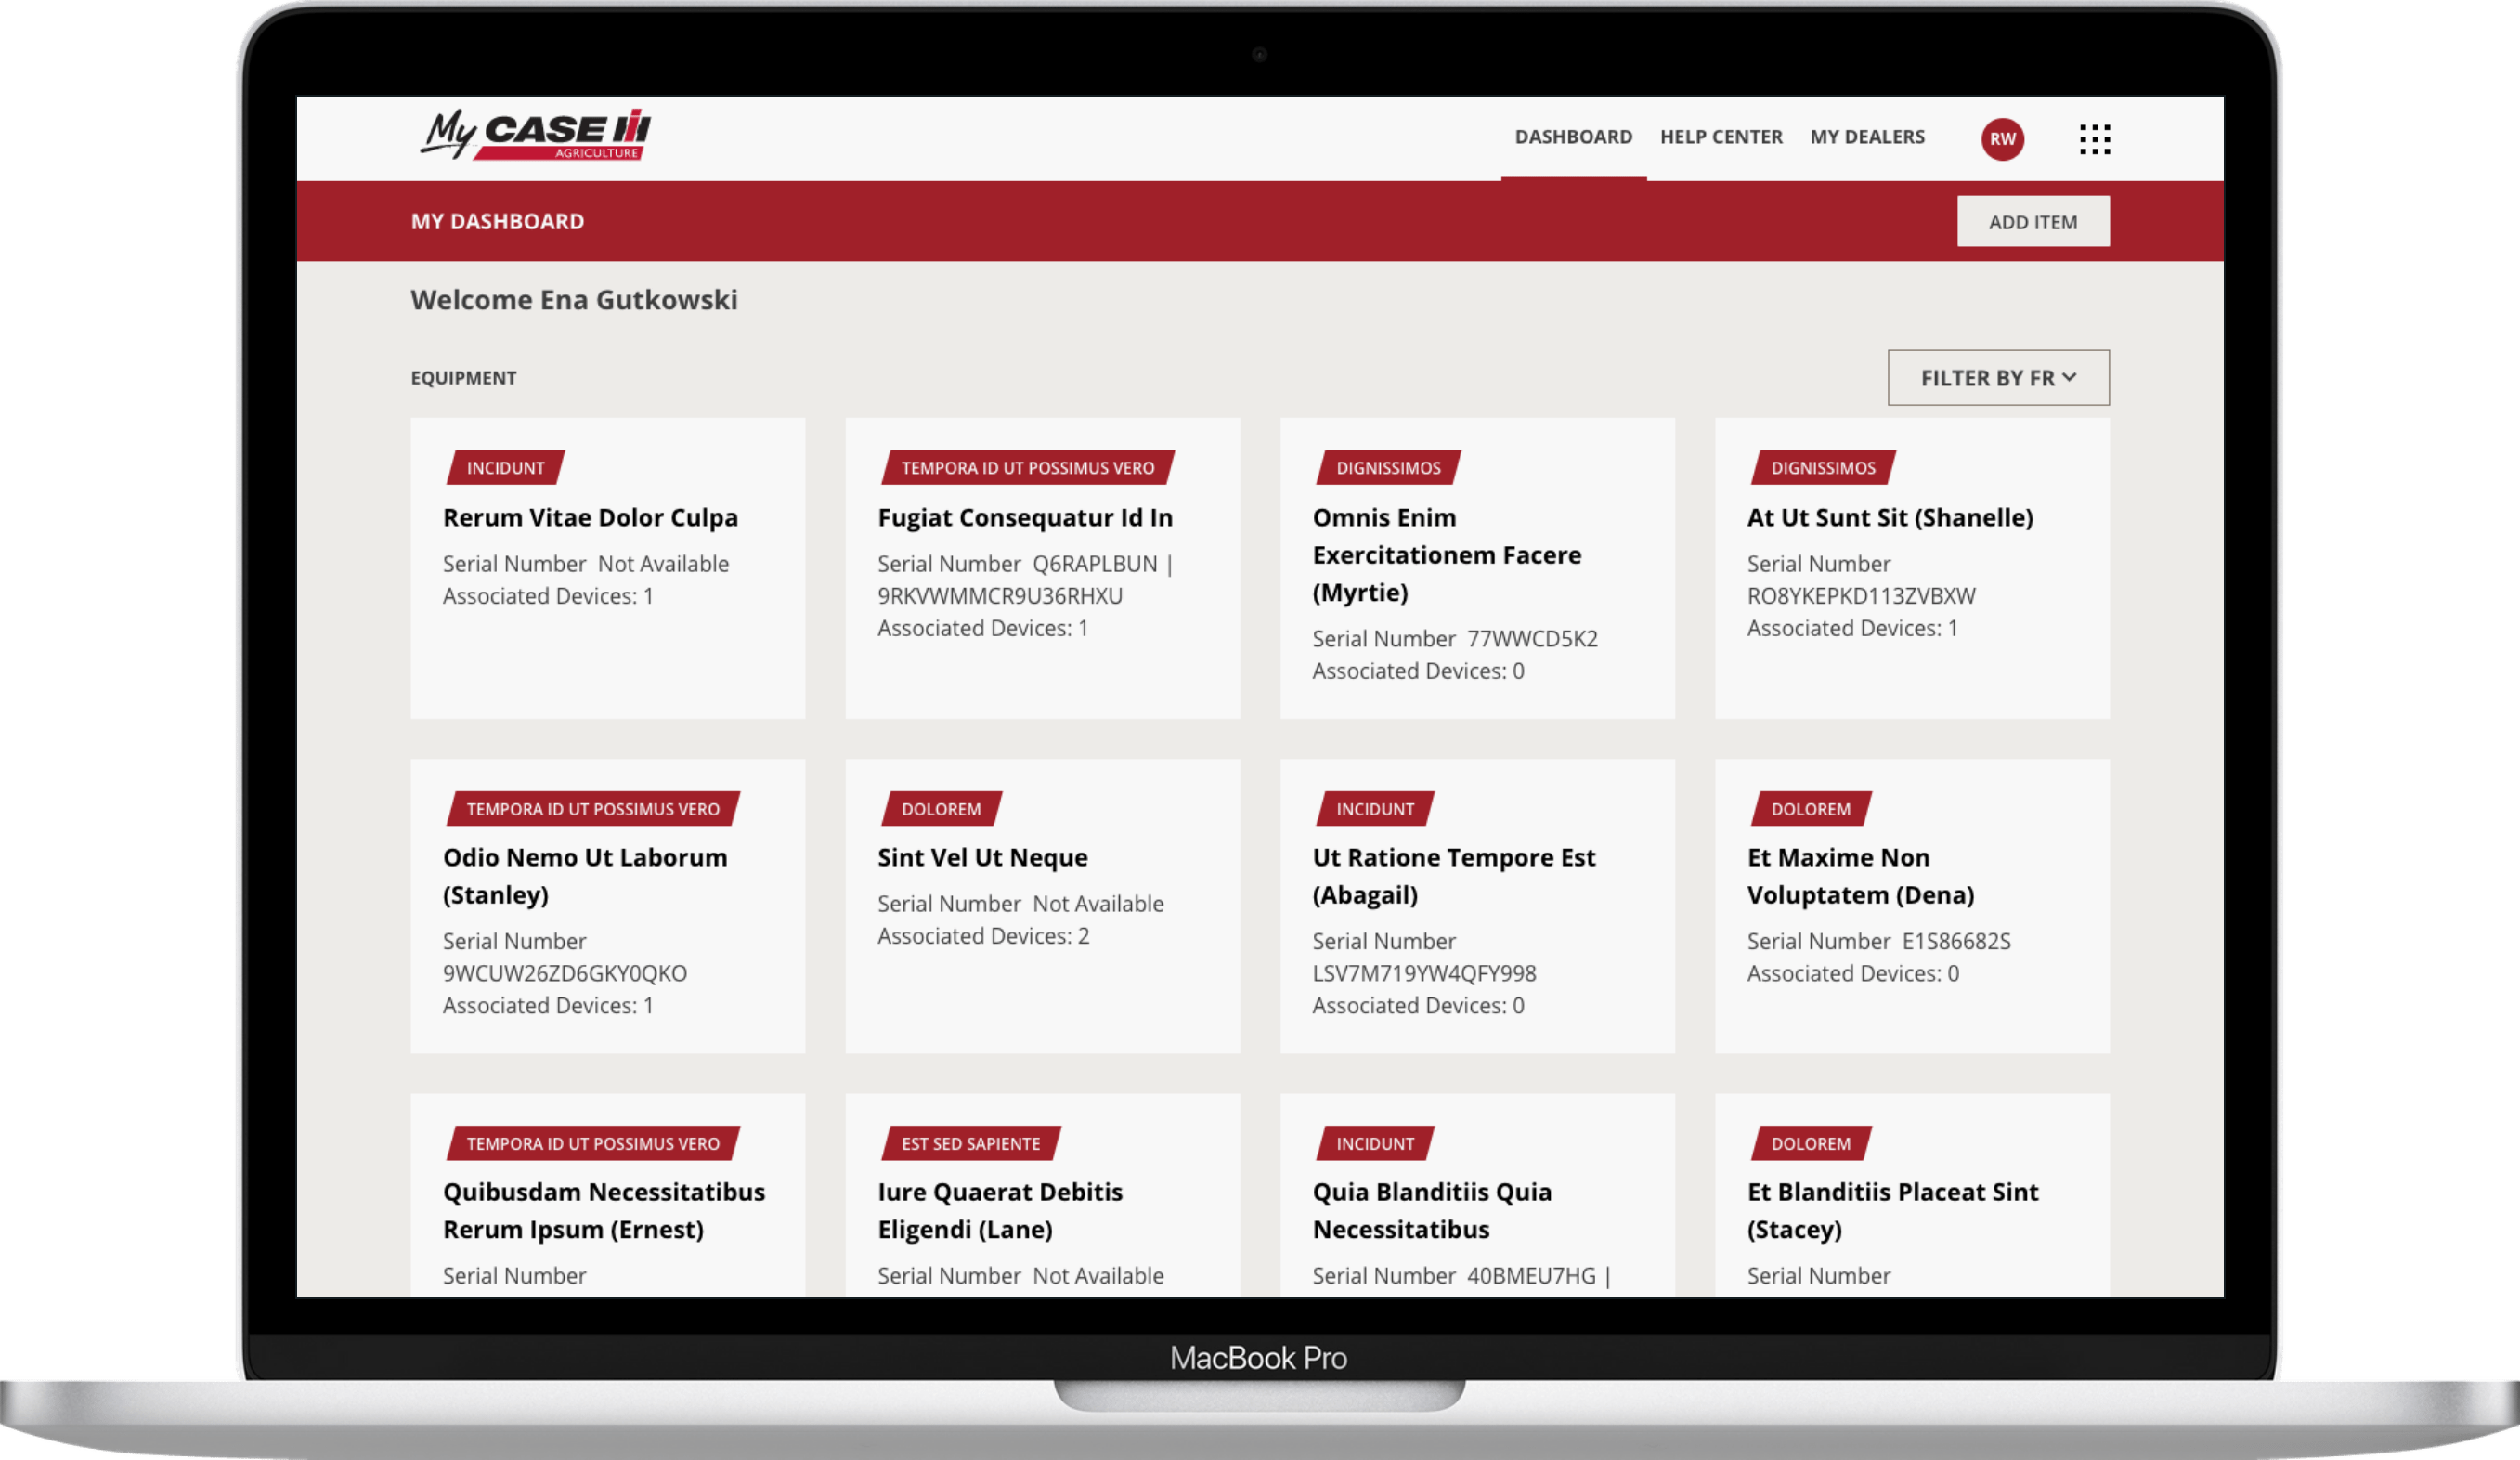 My CASE IH
AGRICULTURE
DASHBOARD
HELP CENTER
MY DEALERS
RW
MY DASHBOARD
ADD ITEM
Welcome Ena Gutkowski
EQUIPMENT
FILTER BY FR
INCIDUNT
Rerum Vitae Dolor Culpa
Serial Number Not Available
Associated Devices: 1
TEMPORA ID UT POSSIMUS VERO
Fugiat Consequatur Id In
Serial Number Q6RAPLBUN |
9RKVWMMCR9U36RHXU
Associated Devices: 1
DIGNISSIMOS
Omnis Enim
Exercitationem Facere
(Myrtie)
Serial Number 77WWCD5K2
Associated Devices: 0
DIGNISSIMOS
At Ut Sunt Sit (Shanelle)
Serial Number
RO8YKEPKD113ZVBXW
Associated Devices: 1
TEMPORA ID UT POSSIMUS VERO
Odio Nemo Ut Laborum
(Stanley)
Serial Number
9WCUW26ZD6GKY0QKO
Associated Devices: 1
DOLOREM
Sint Vel Ut Neque
Serial Number Not Available
Associated Devices: 2
INCIDUNT
Ut Ratione Tempore Est
(Abagail)
Serial Number
LSV7M719YW4QFY998
Associated Devices: 0
DOLOREM
Et Maxime Non
Voluptatem (Dena)
Serial Number E1S86682S
Associated Devices: 0
TEMPORA ID UT POSSIMUS VERO
Quibusdam Necessitatibus
Rerum Ipsum (Ernest)
Serial Number
EST SED SAPIENTE
Iure Quaerat Debitis
Eligendi (Lane)
Serial Number Not Available
INCIDUNT
Quia Blanditiis Quia
Necessitatibus
Serial Number 40BMEU7HG |
DOLOREM
Et Blanditiis Placeat Sint
(Stacey)
Serial Number
MacBook Pro